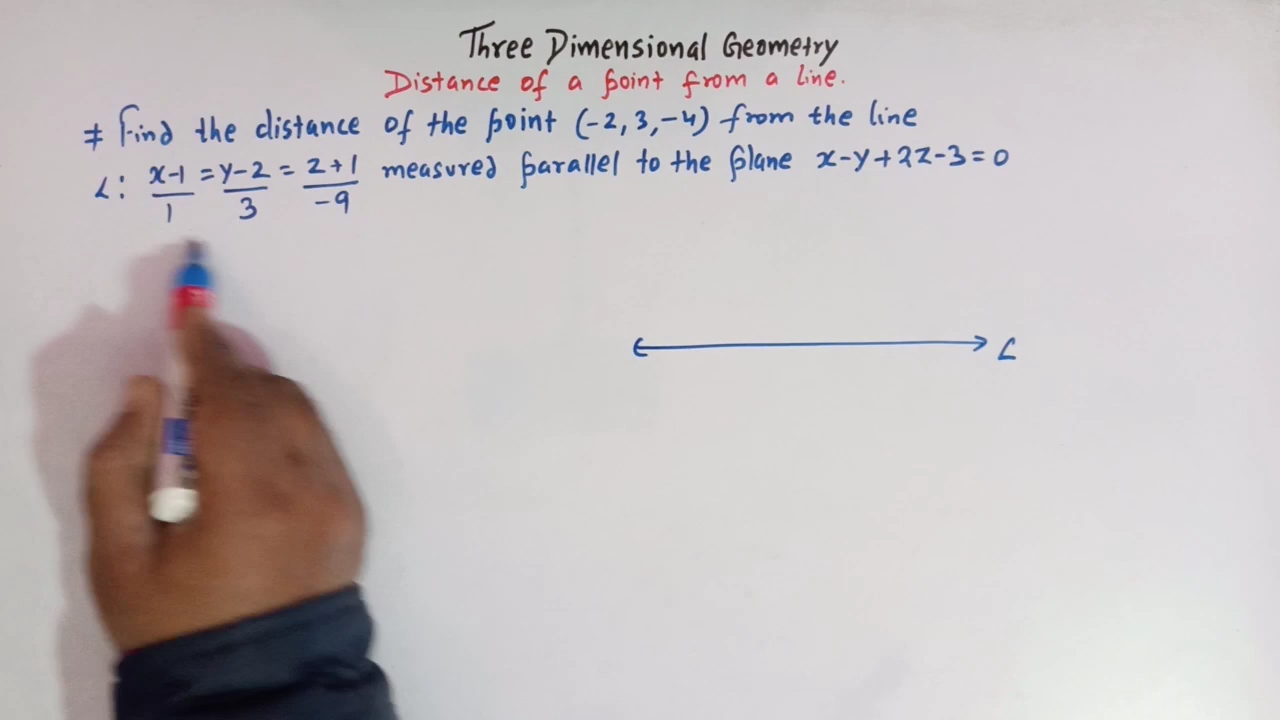 Three Dimensional Geometry
Distance of a point from a line.
# Find the distance of the point (-2, 3, -4) from the line
L: x-1/1 = y-2/3 = z+1/-9 measured parallel to the plane x-y+2z-3=0
L